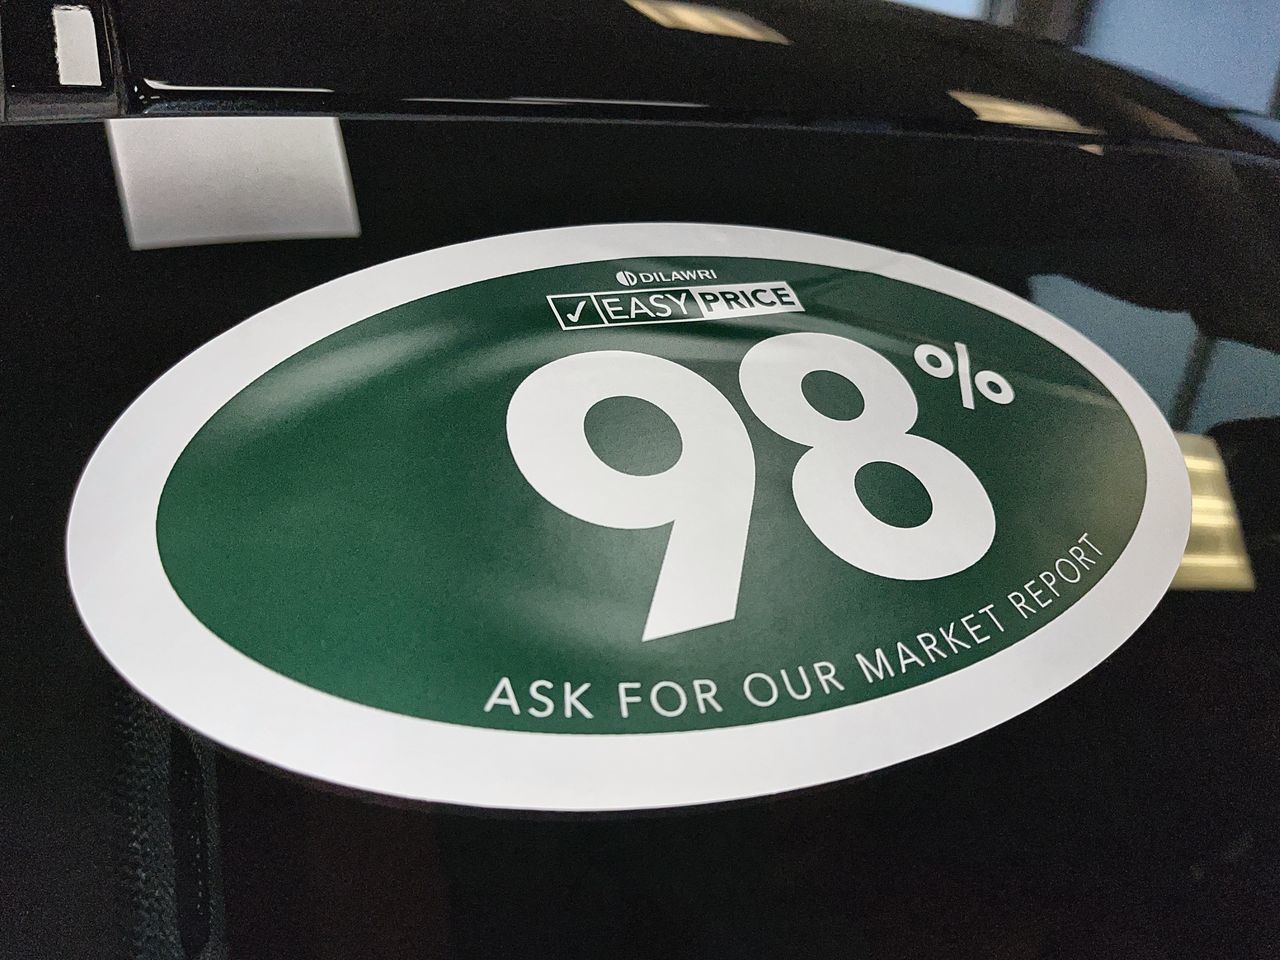 DILAWRI
✓ EASY PRICE
98%
ASK FOR OUR MARKET REPORT